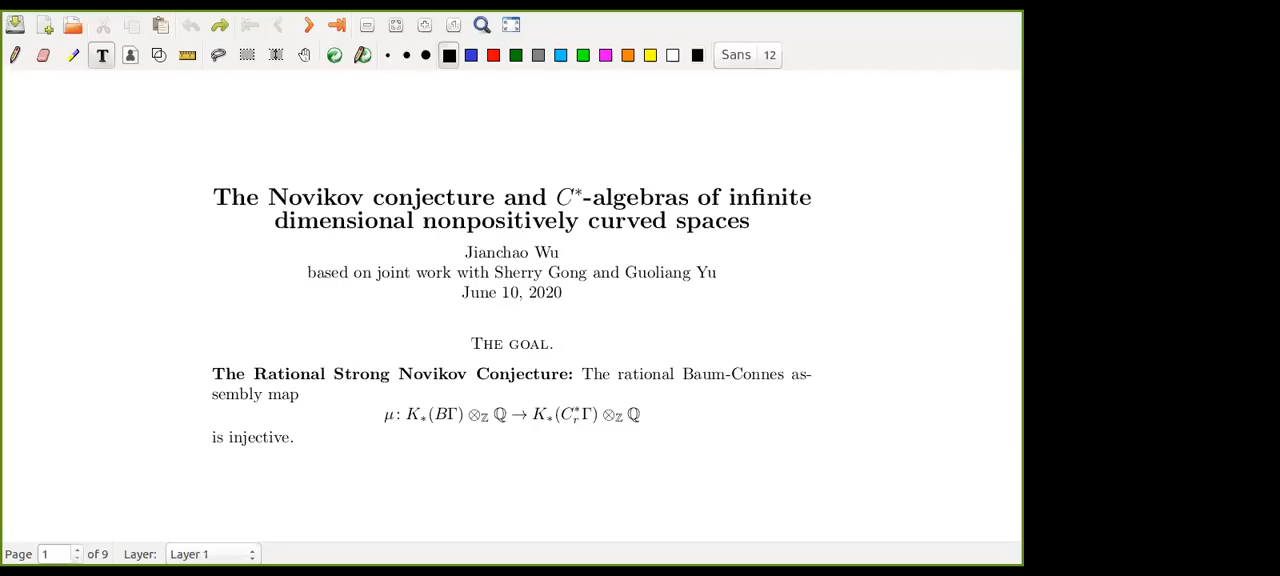 T
Sans 12
The Novikov conjecture and C*-algebras of infinite
dimensional nonpositively curved spaces
Jianchao Wu
based on joint work with Sherry Gong and Guoliang Yu
June 10, 2020
THE GOAL.
The Rational Strong Novikov Conjecture: The rational Baum-Connes as-
sembly map
μ: K_*(BΓ) ⊗_ℤ ℚ → K_*(C_r^*Γ) ⊗_ℤ ℚ
is injective.
Page 1 of 9 Layer: Layer 1